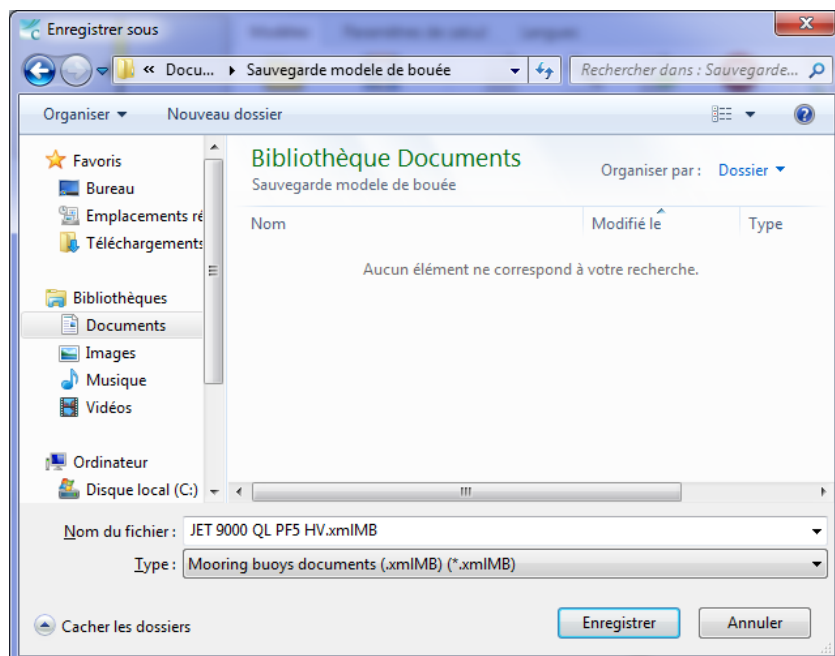 Enregistrer sous
« Docu... Sauvegarde modele de bouée Rechercher dans : Sauvegarde...
Organiser Nouveau dossier
Favoris
Bureau
Emplacements ré
Téléchargements
Bibliothèques
Documents
Images
Musique
Vidéos
Ordinateur
Disque local (C:)
Bibliothèque Documents
Sauvegarde modele de bouée
Organiser par : Dossier
Nom Modifié le Type
Aucun élément ne correspond à votre recherche.
Nom du fichier : JET 9000 QL PF5 HV.xmlMB
Type : Mooring buoys documents (.xmlMB) (*.xmlMB)
Cacher les dossiers Enregistrer Annuler